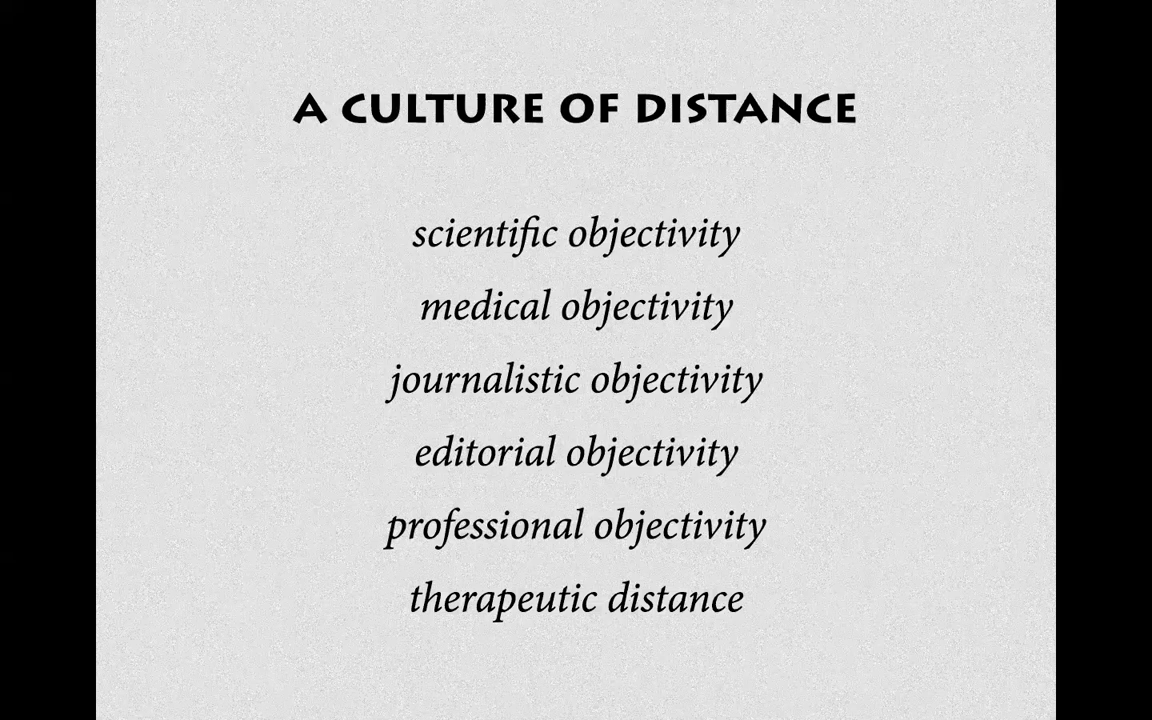 A CULTURE OF DISTANCE
scientific objectivity
medical objectivity
journalistic objectivity
editorial objectivity
professional objectivity
therapeutic distance